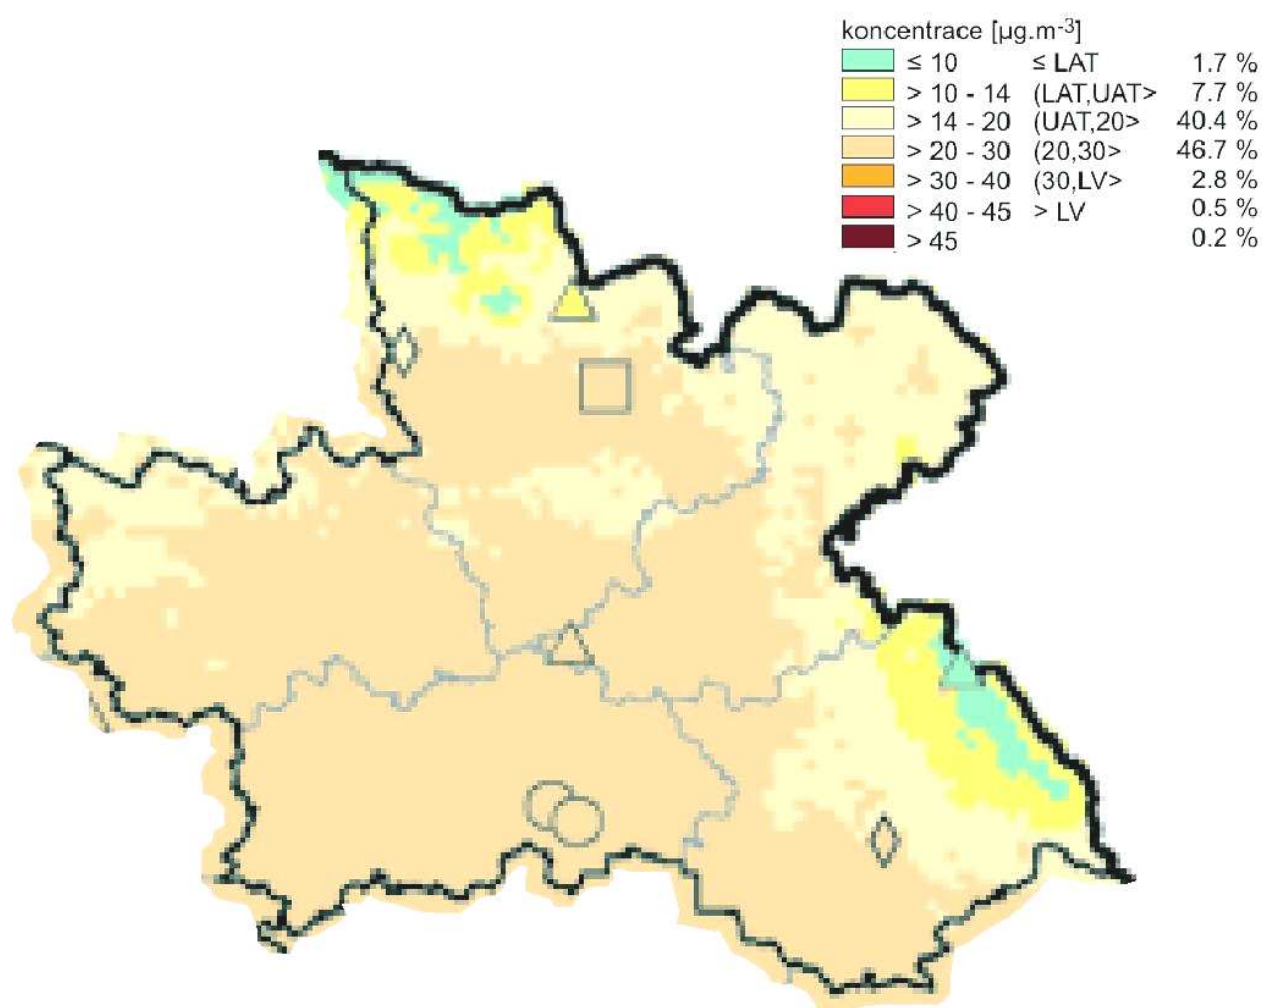 koncentrace [µg.m-3]
≤ 10 ≤ LAT 1.7 %
> 10 - 14 (LAT,UAT> 7.7 %
> 14 - 20 (UAT,20> 40.4 %
> 20 - 30 (20,30> 46.7 %
> 30 - 40 (30,LV> 2.8 %
> 40 - 45 > LV 0.5 %
> 45 0.2 %